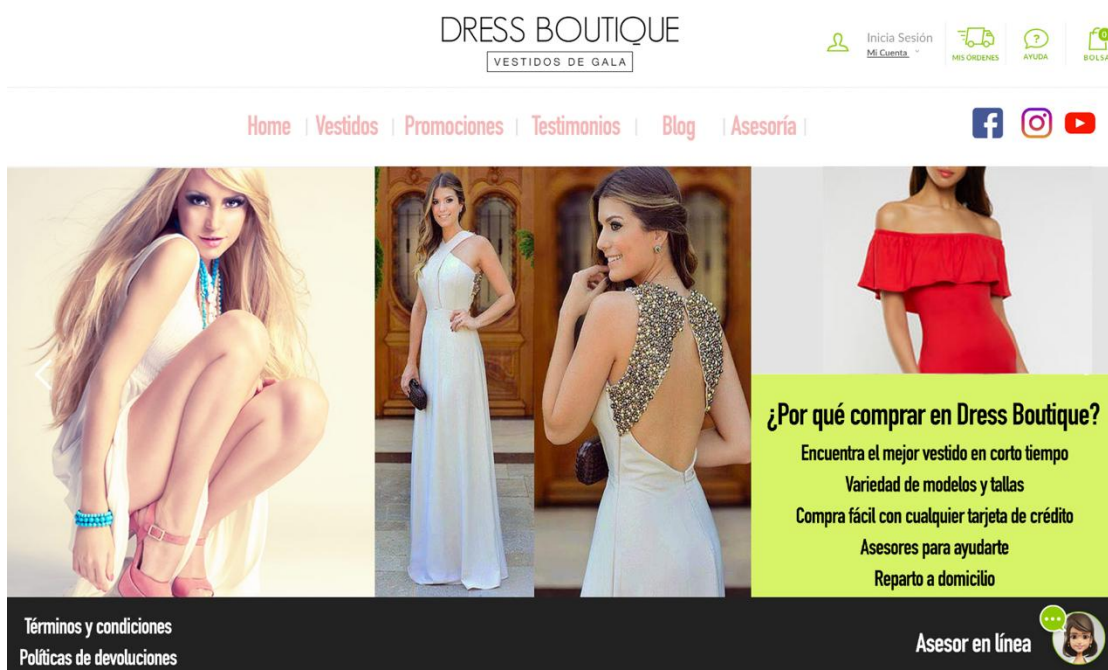 DRESS BOUTIQUE
VESTIDOS DE GALA
Inicia Sesión
Mi Cuenta
MIS ORDENES
AYUDA
0
BOLSA
Home | Vestidos | Promociones | Testimonios | Blog | Asesoría |
¿Por qué comprar en Dress Boutique?
Encuentra el mejor vestido en corto tiempo
Variedad de modelos y tallas
Compra fácil con cualquier tarjeta de crédito
Asesores para ayudarte
Reparto a domicilio
Términos y condiciones
Políticas de devoluciones
Asesor en línea